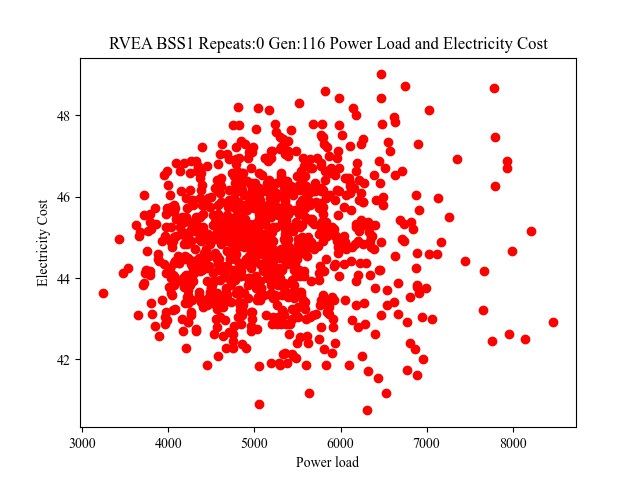 RVEA BSS1 Repeats:0 Gen:116 Power Load and Electricity Cost
48
46
44
42
Electricity Cost
3000 4000 5000 6000 7000 8000
Power load